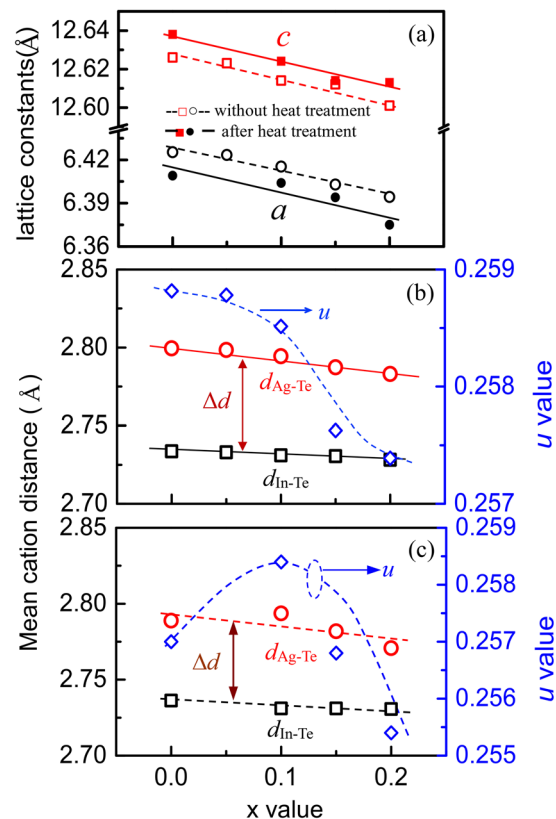 (a)
lattice constants(Å)
12.64
12.62
12.60
6.42
6.39
6.36
c
without heat treatment
after heat treatment
a
(b)
Mean cation distance ( Å )
2.85
2.80
2.75
2.70
0.259
0.258
0.257
u value
u
dAg-Te
Δd
dIn-Te
(c)
2.85
2.80
2.75
2.70
0.259
0.258
0.257
0.256
0.255
u value
u
dAg-Te
Δd
dIn-Te
0.0
0.1
0.2
x value